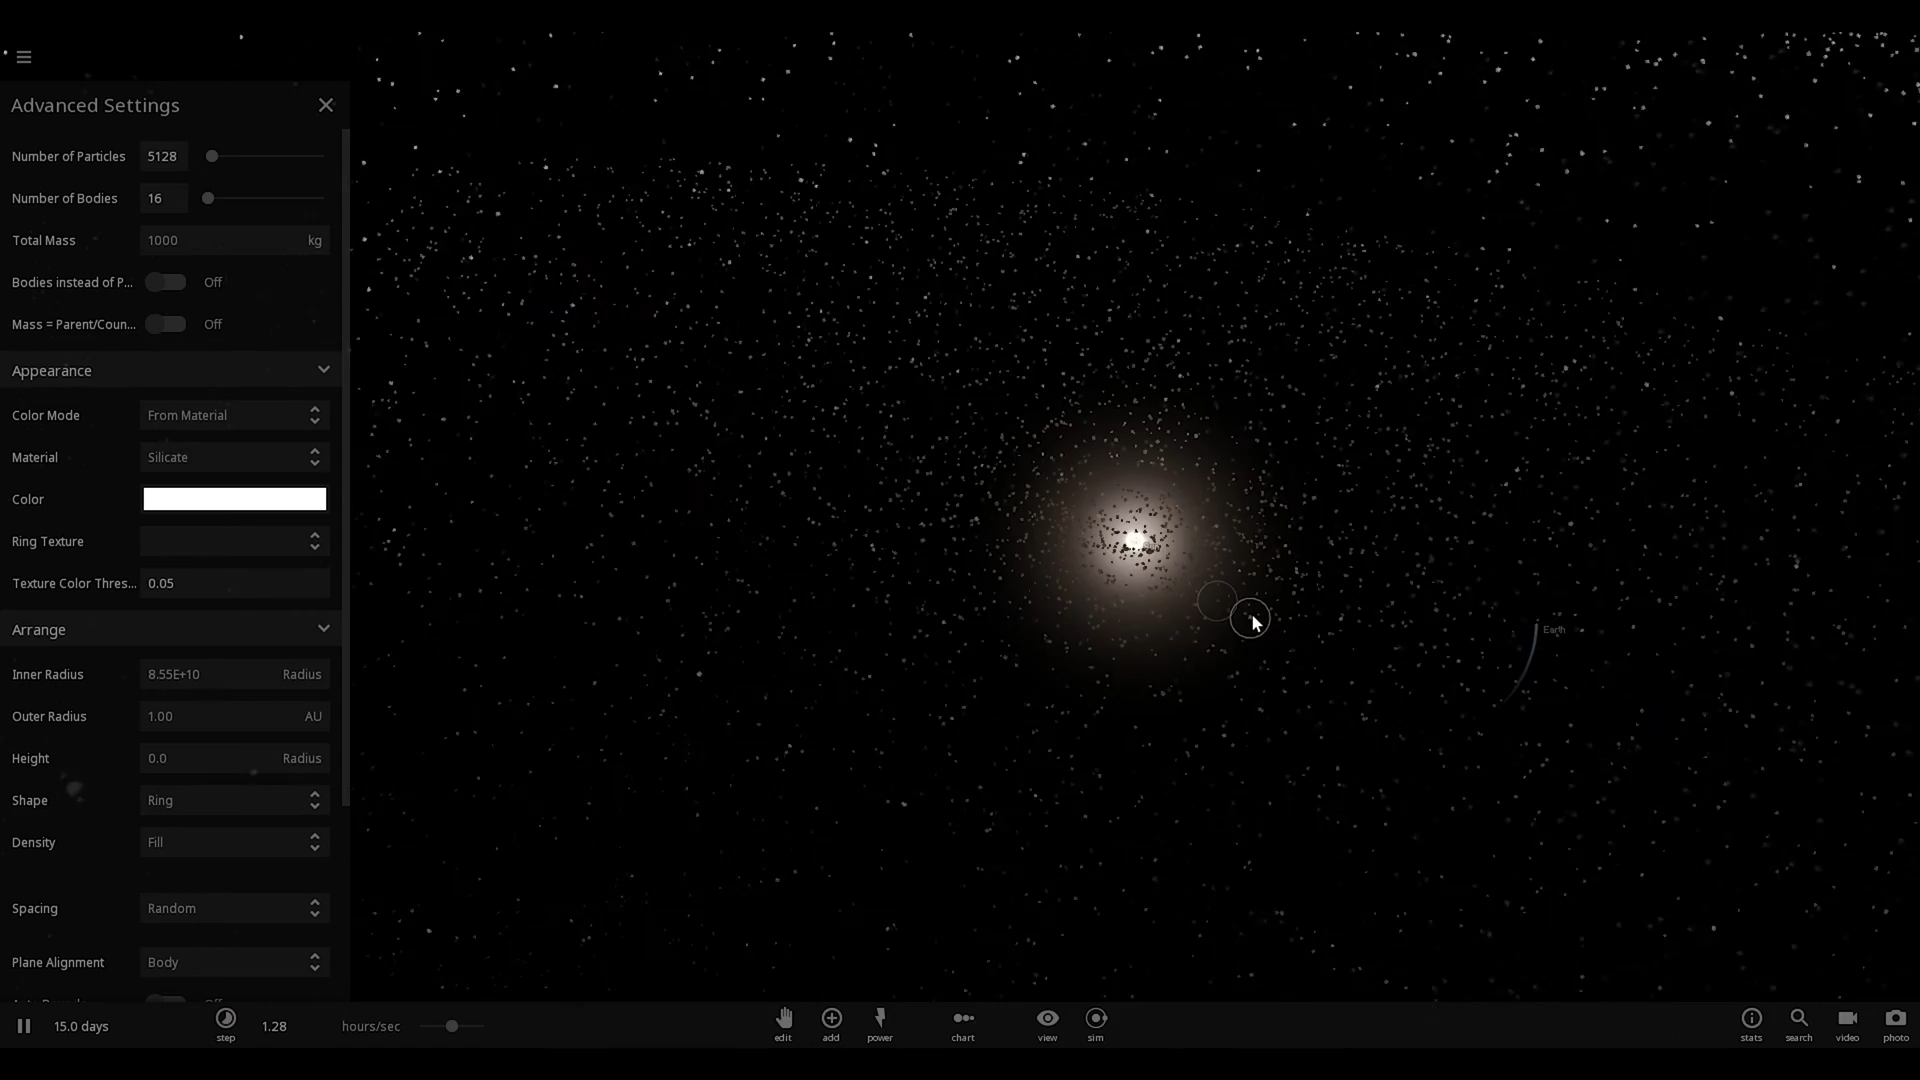 Advanced Settings
Number of Particles 5128
Number of Bodies 16
Total Mass 1000 kg
Bodies instead of P... Off
Mass = Parent/Coun... Off
Appearance
Color Mode From Material
Material Silicate
Color
Ring Texture
Texture Color Thres... 0.05
Arrange
Inner Radius 8.55E+10 Radius
Outer Radius 1.00 AU
Height 0.0 Radius
Shape Ring
Density Fill
Spacing Random
Plane Alignment Body
Earth
15.0 days step 1.28 hours/sec edit add power chart view sim stats search video photo